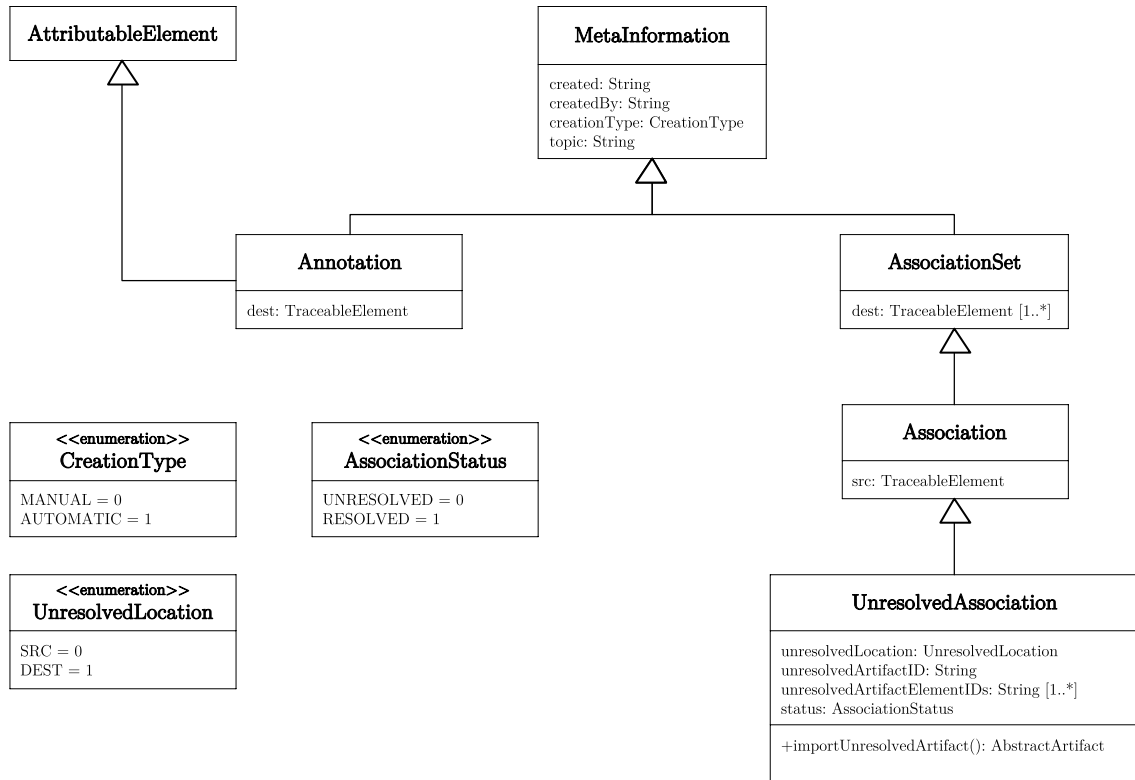 AttributableElement
MetaInformation
created: String
createdBy: String
creationType: CreationType
topic: String
Annotation
dest: TraceableElement
AssociationSet
dest: TraceableElement [1..*]
<<enumeration>>
CreationType
MANUAL = 0
AUTOMATIC = 1
<<enumeration>>
AssociationStatus
UNRESOLVED = 0
RESOLVED = 1
Association
src: TraceableElement
<<enumeration>>
UnresolvedLocation
SRC = 0
DEST = 1
UnresolvedAssociation
unresolvedLocation: UnresolvedLocation
unresolvedArtifactID: String
unresolvedArtifactElementIDs: String [1..*]
status: AssociationStatus
+importUnresolvedArtifact(): AbstractArtifact